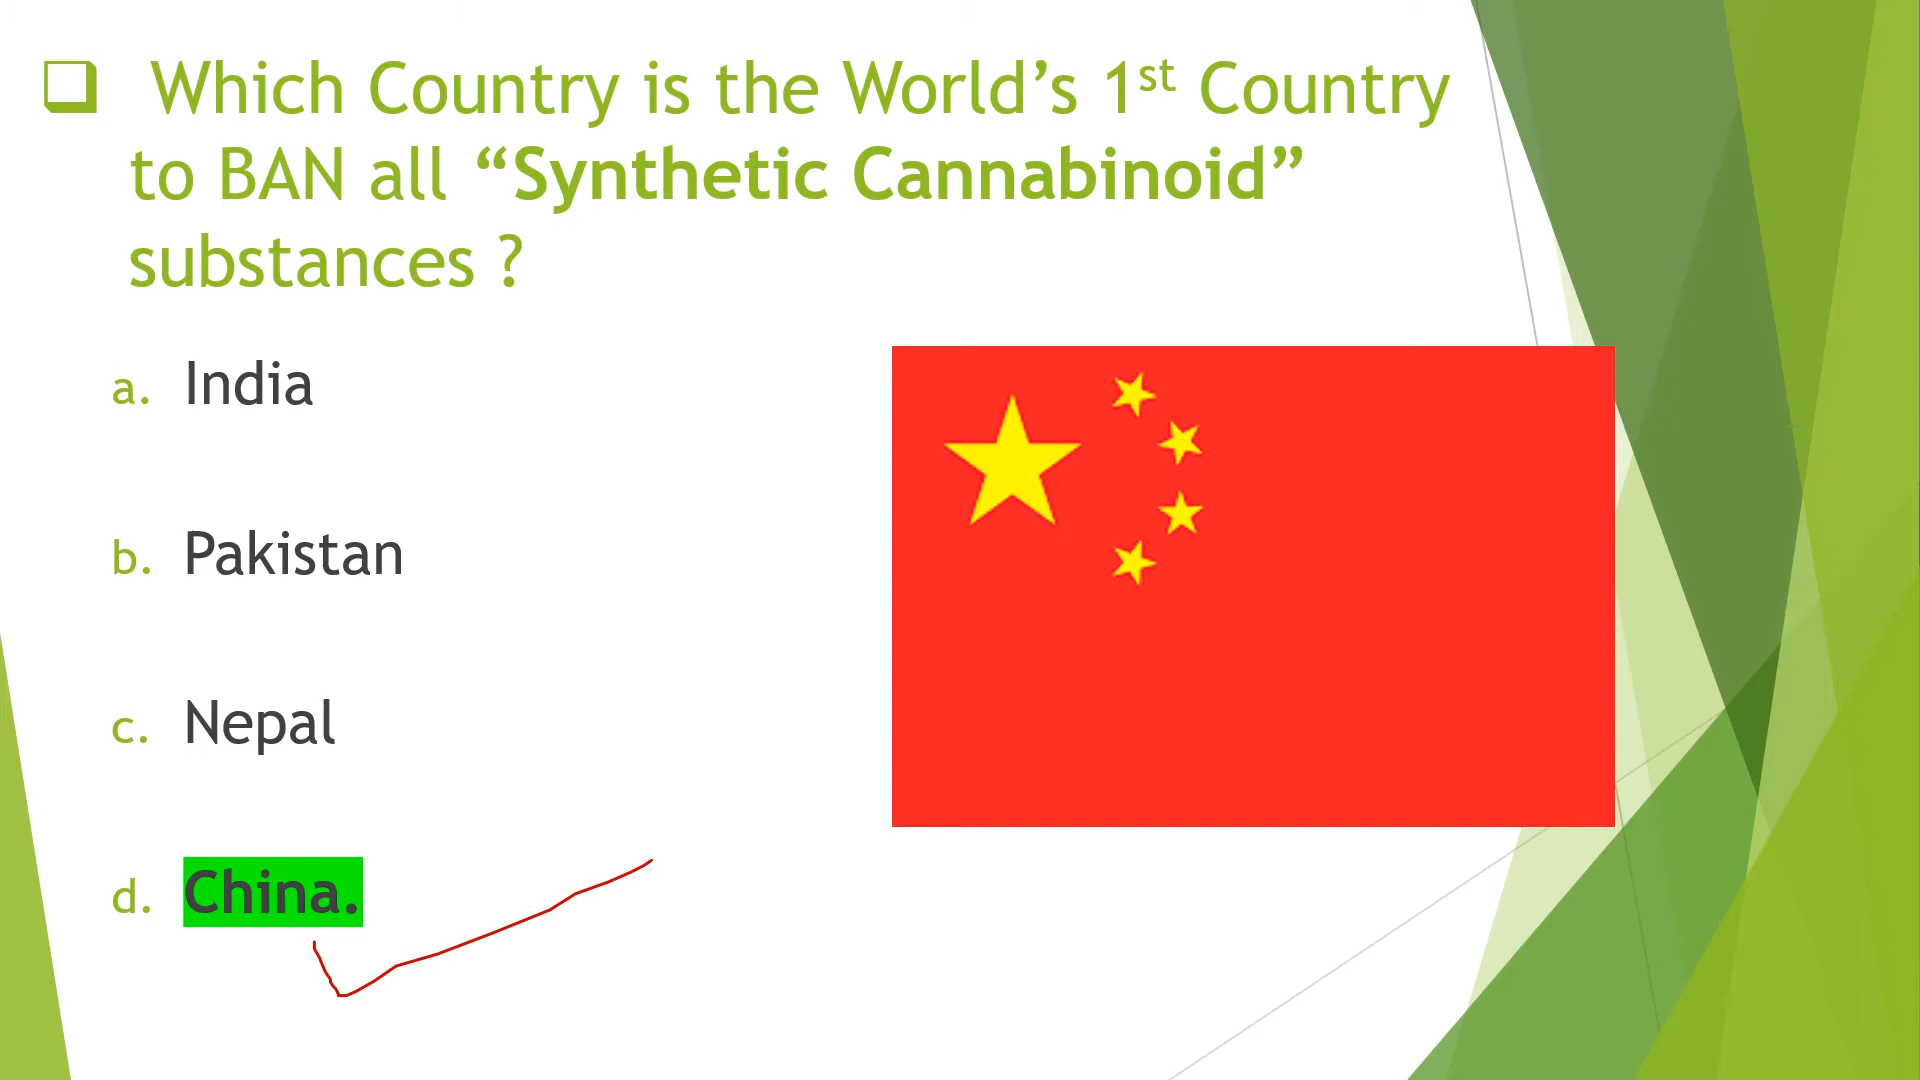 ❑ Which Country is the World’s 1st Country
to BAN all “Synthetic Cannabinoid”
substances ?
a. India
b. Pakistan
c. Nepal
d. China.